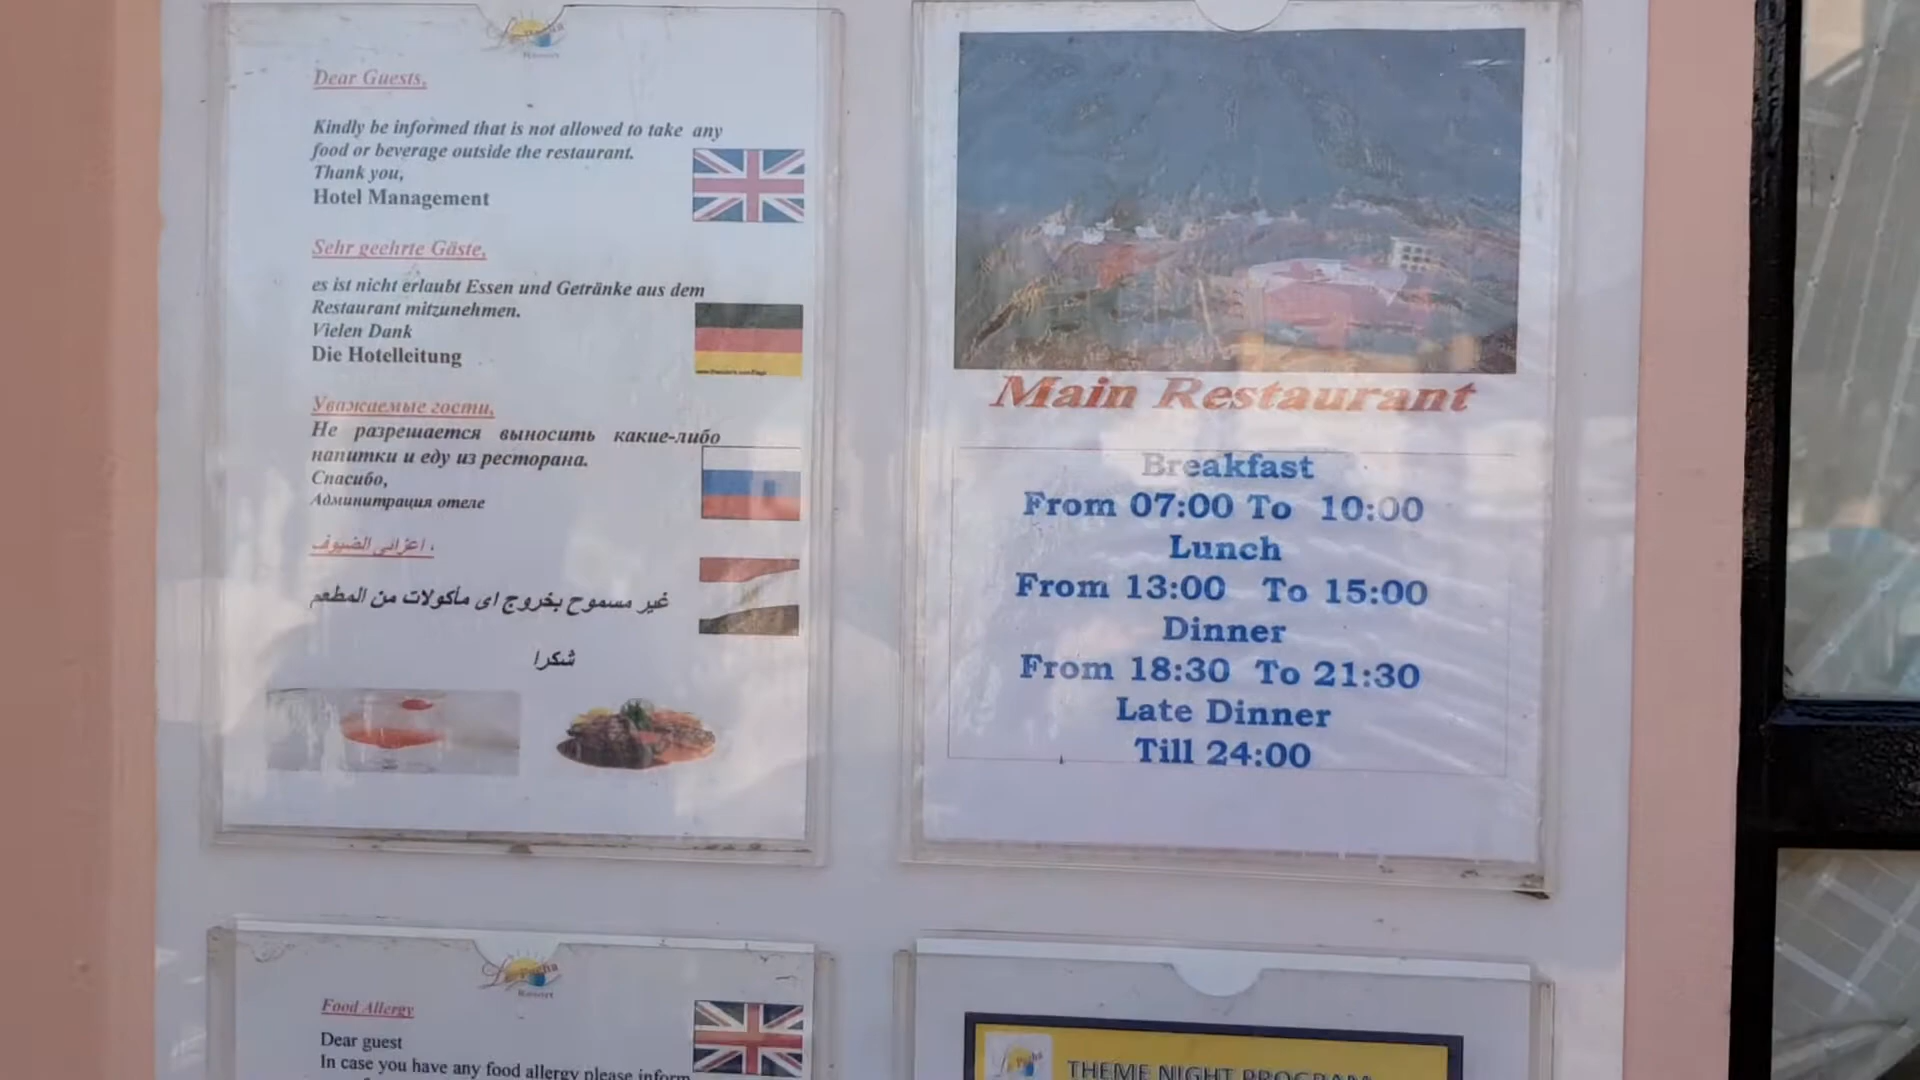 Dear Guests,
Kindly be informed that is not allowed to take any
food or beverage outside the restaurant.
Thank you,
Hotel Management
Sehr geehrte Gäste,
es ist nicht erlaubt Essen und Getränke aus dem
Restaurant mitzunehmen.
Vielen Dank
Die Hotelleitung
Уважаемые гости,
Не разрешается выносить какие-либо
напитки и еду из ресторана.
Спасибо,
Админитрация отеле
اعزائى الضيوف ،
غير مسموح بخروج اى مأكولات من المطعم
شكرا
Main Restaurant
Breakfast
From 07:00 To 10:00
Lunch
From 13:00 To 15:00
Dinner
From 18:30 To 21:30
Late Dinner
Till 24:00
Resort
Food Allergy
Dear guest
In case you have any food allergy please inform
THEME NIGHT PROGRAM